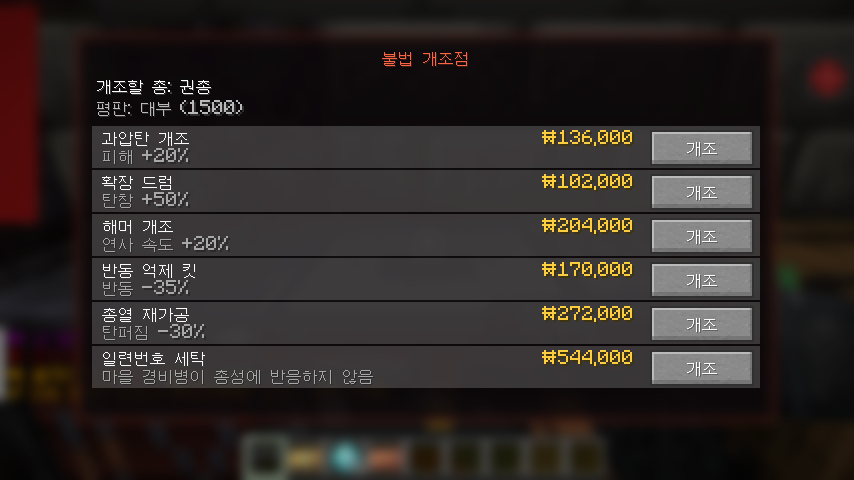 불법 개조점
개조할 총: 권총
평판: 대부 (1500)
과압탄 개조 ₩136,000 개조
피해 +20%
확장 드럼 ₩102,000 개조
탄창 +50%
해머 개조 ₩204,000 개조
연사 속도 +20%
반동 억제 킷 ₩170,000 개조
반동 -35%
총열 재가공 ₩272,000 개조
탄퍼짐 -30%
일련번호 세탁 ₩544,000 개조
마을 경비병이 총성에 반응하지 않음